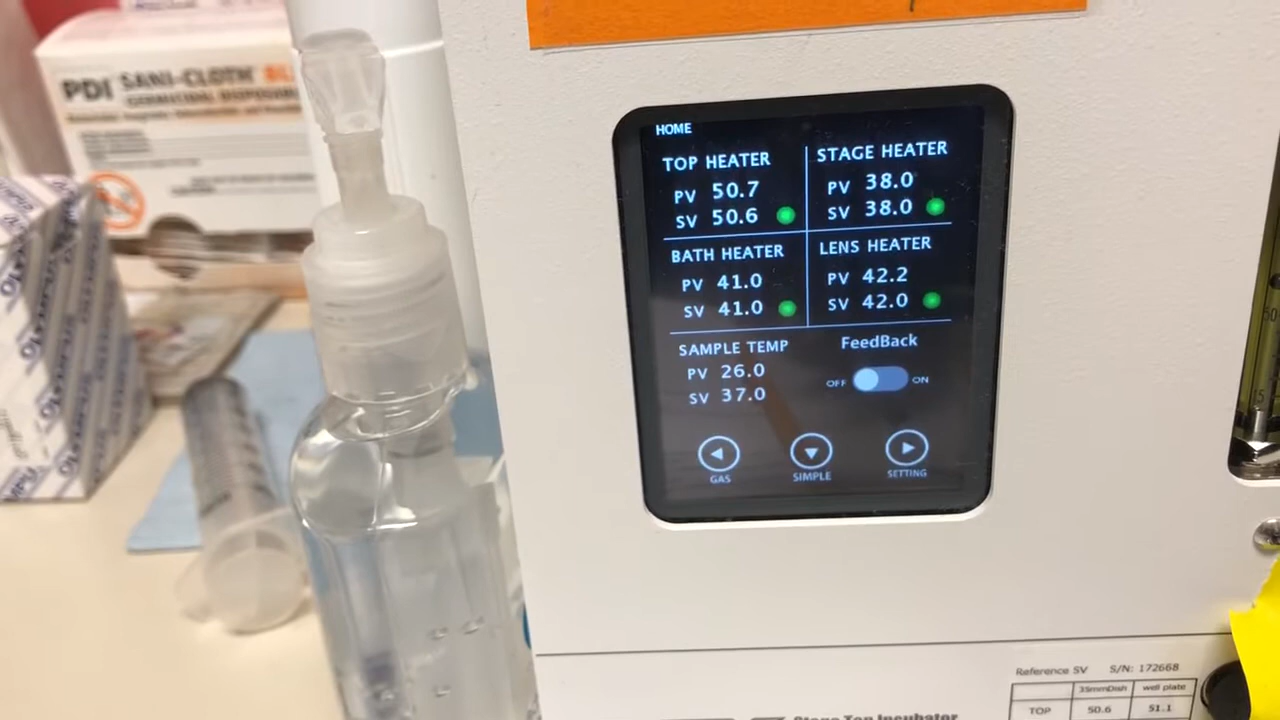 PDI SANI-CLOTH
GERMICIDAL DISPOSABLE
HOME
TOP HEATER
PV 50.7
SV 50.6
STAGE HEATER
PV 38.0
SV 38.0
BATH HEATER
PV 41.0
SV 41.0
LENS HEATER
PV 42.2
SV 42.0
SAMPLE TEMP
PV 26.0
SV 37.0
FeedBack
OFF ON
GAS
SIMPLE
SETTING
Reference SV S/N: 172668
35mmDish well plate
TOP 50.6 51.1
Stage Top Incubator